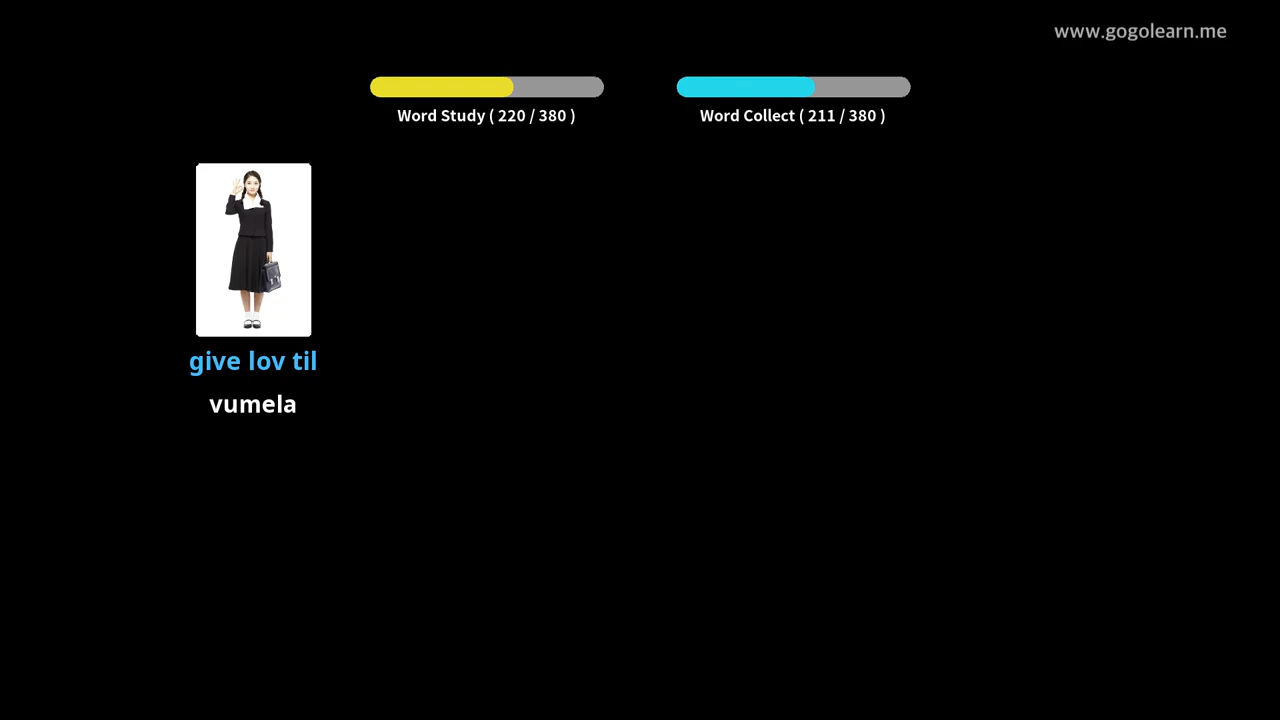 www.gogolearn.me
Word Study ( 220 / 380 )
Word Collect ( 211 / 380 )
give lov til
vumela